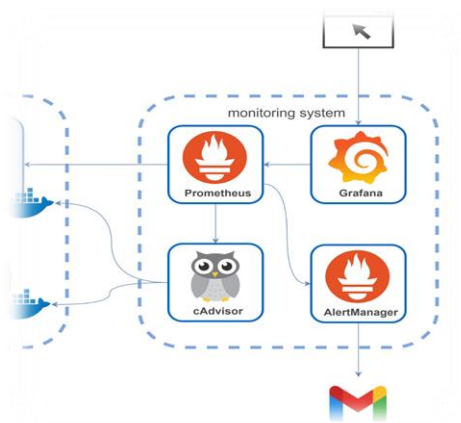 monitoring system
Prometheus
Grafana
cAdvisor
AlertManager